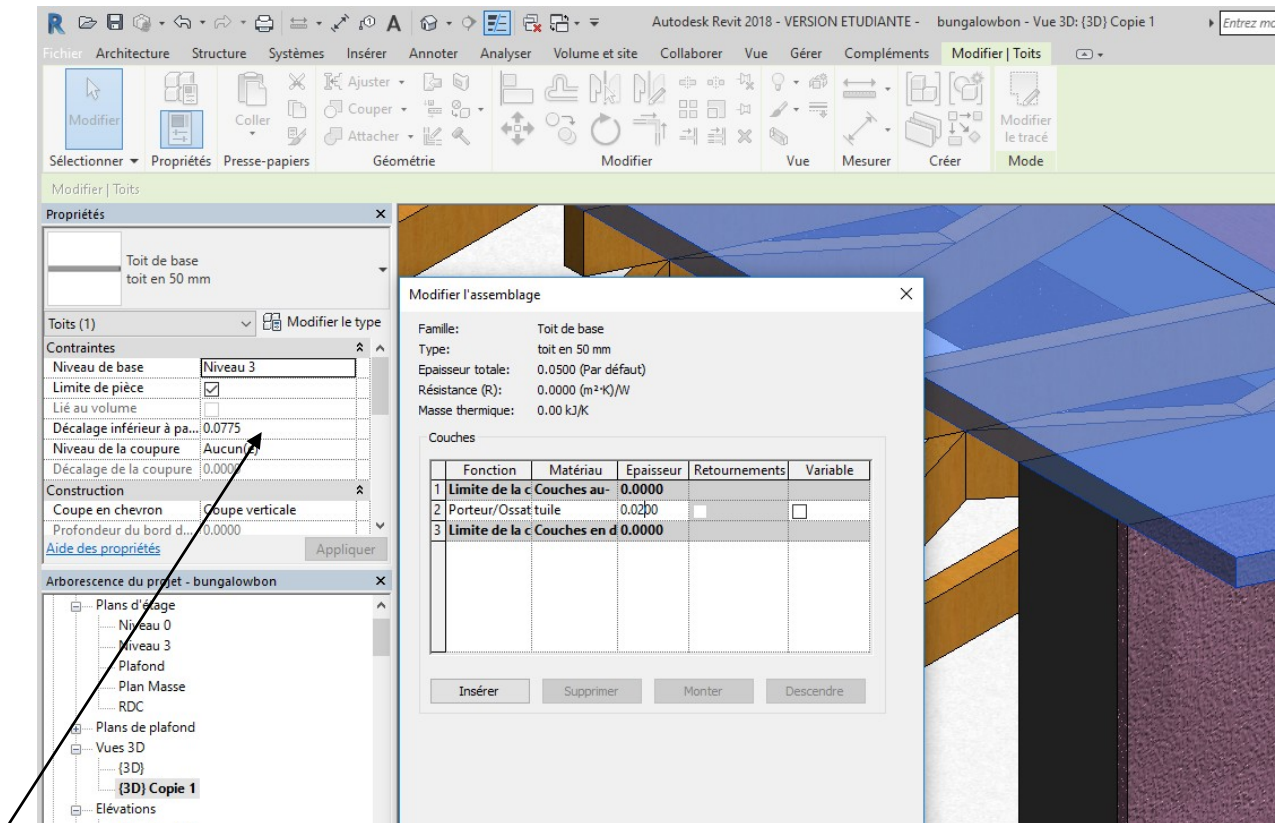 Autodesk Revit 2018 - VERSION ETUDIANTE - bungalowbon - Vue 3D: {3D} Copie 1
Entrez mo
Fichier Architecture Structure Systèmes Insérer Annoter Analyser Volume et site Collaborer Vue Gérer Compléments Modifier | Toits
Modifier
Coller
Ajuster
Couper
Attacher
Modifier
le tracé
Sélectionner Propriétés Presse-papiers Géométrie Modifier Vue Mesurer Créer Mode
Modifier | Toits
Propriétés
Toit de base
toit en 50 mm
Toits (1) Modifier le type
Contraintes
Niveau de base Niveau 3
Limite de pièce
Lié au volume
Décalage inférieur à pa... 0.0775
Niveau de la coupure Aucun(e)
Décalage de la coupure 0.0000
Construction
Coupe en chevron Coupe verticale
Profondeur du bord d... 0.0000
Aide des propriétés Appliquer
Arborescence du projet - bungalowbon
Plans d'étage
Niveau 0
Niveau 3
Plafond
Plan Masse
RDC
Plans de plafond
Vues 3D
{3D}
{3D} Copie 1
Elévations
Modifier l'assemblage
Famille: Toit de base
Type: toit en 50 mm
Epaisseur totale: 0.0500 (Par défaut)
Résistance (R): 0.0000 (m²·K)/W
Masse thermique: 0.00 kJ/K
Couches
Fonction Matériau Epaisseur Retournements Variable
1 Limite de la c Couches au- 0.0000
2 Porteur/Ossat tuile 0.0200
3 Limite de la c Couches en d 0.0000
Insérer Supprimer Monter Descendre